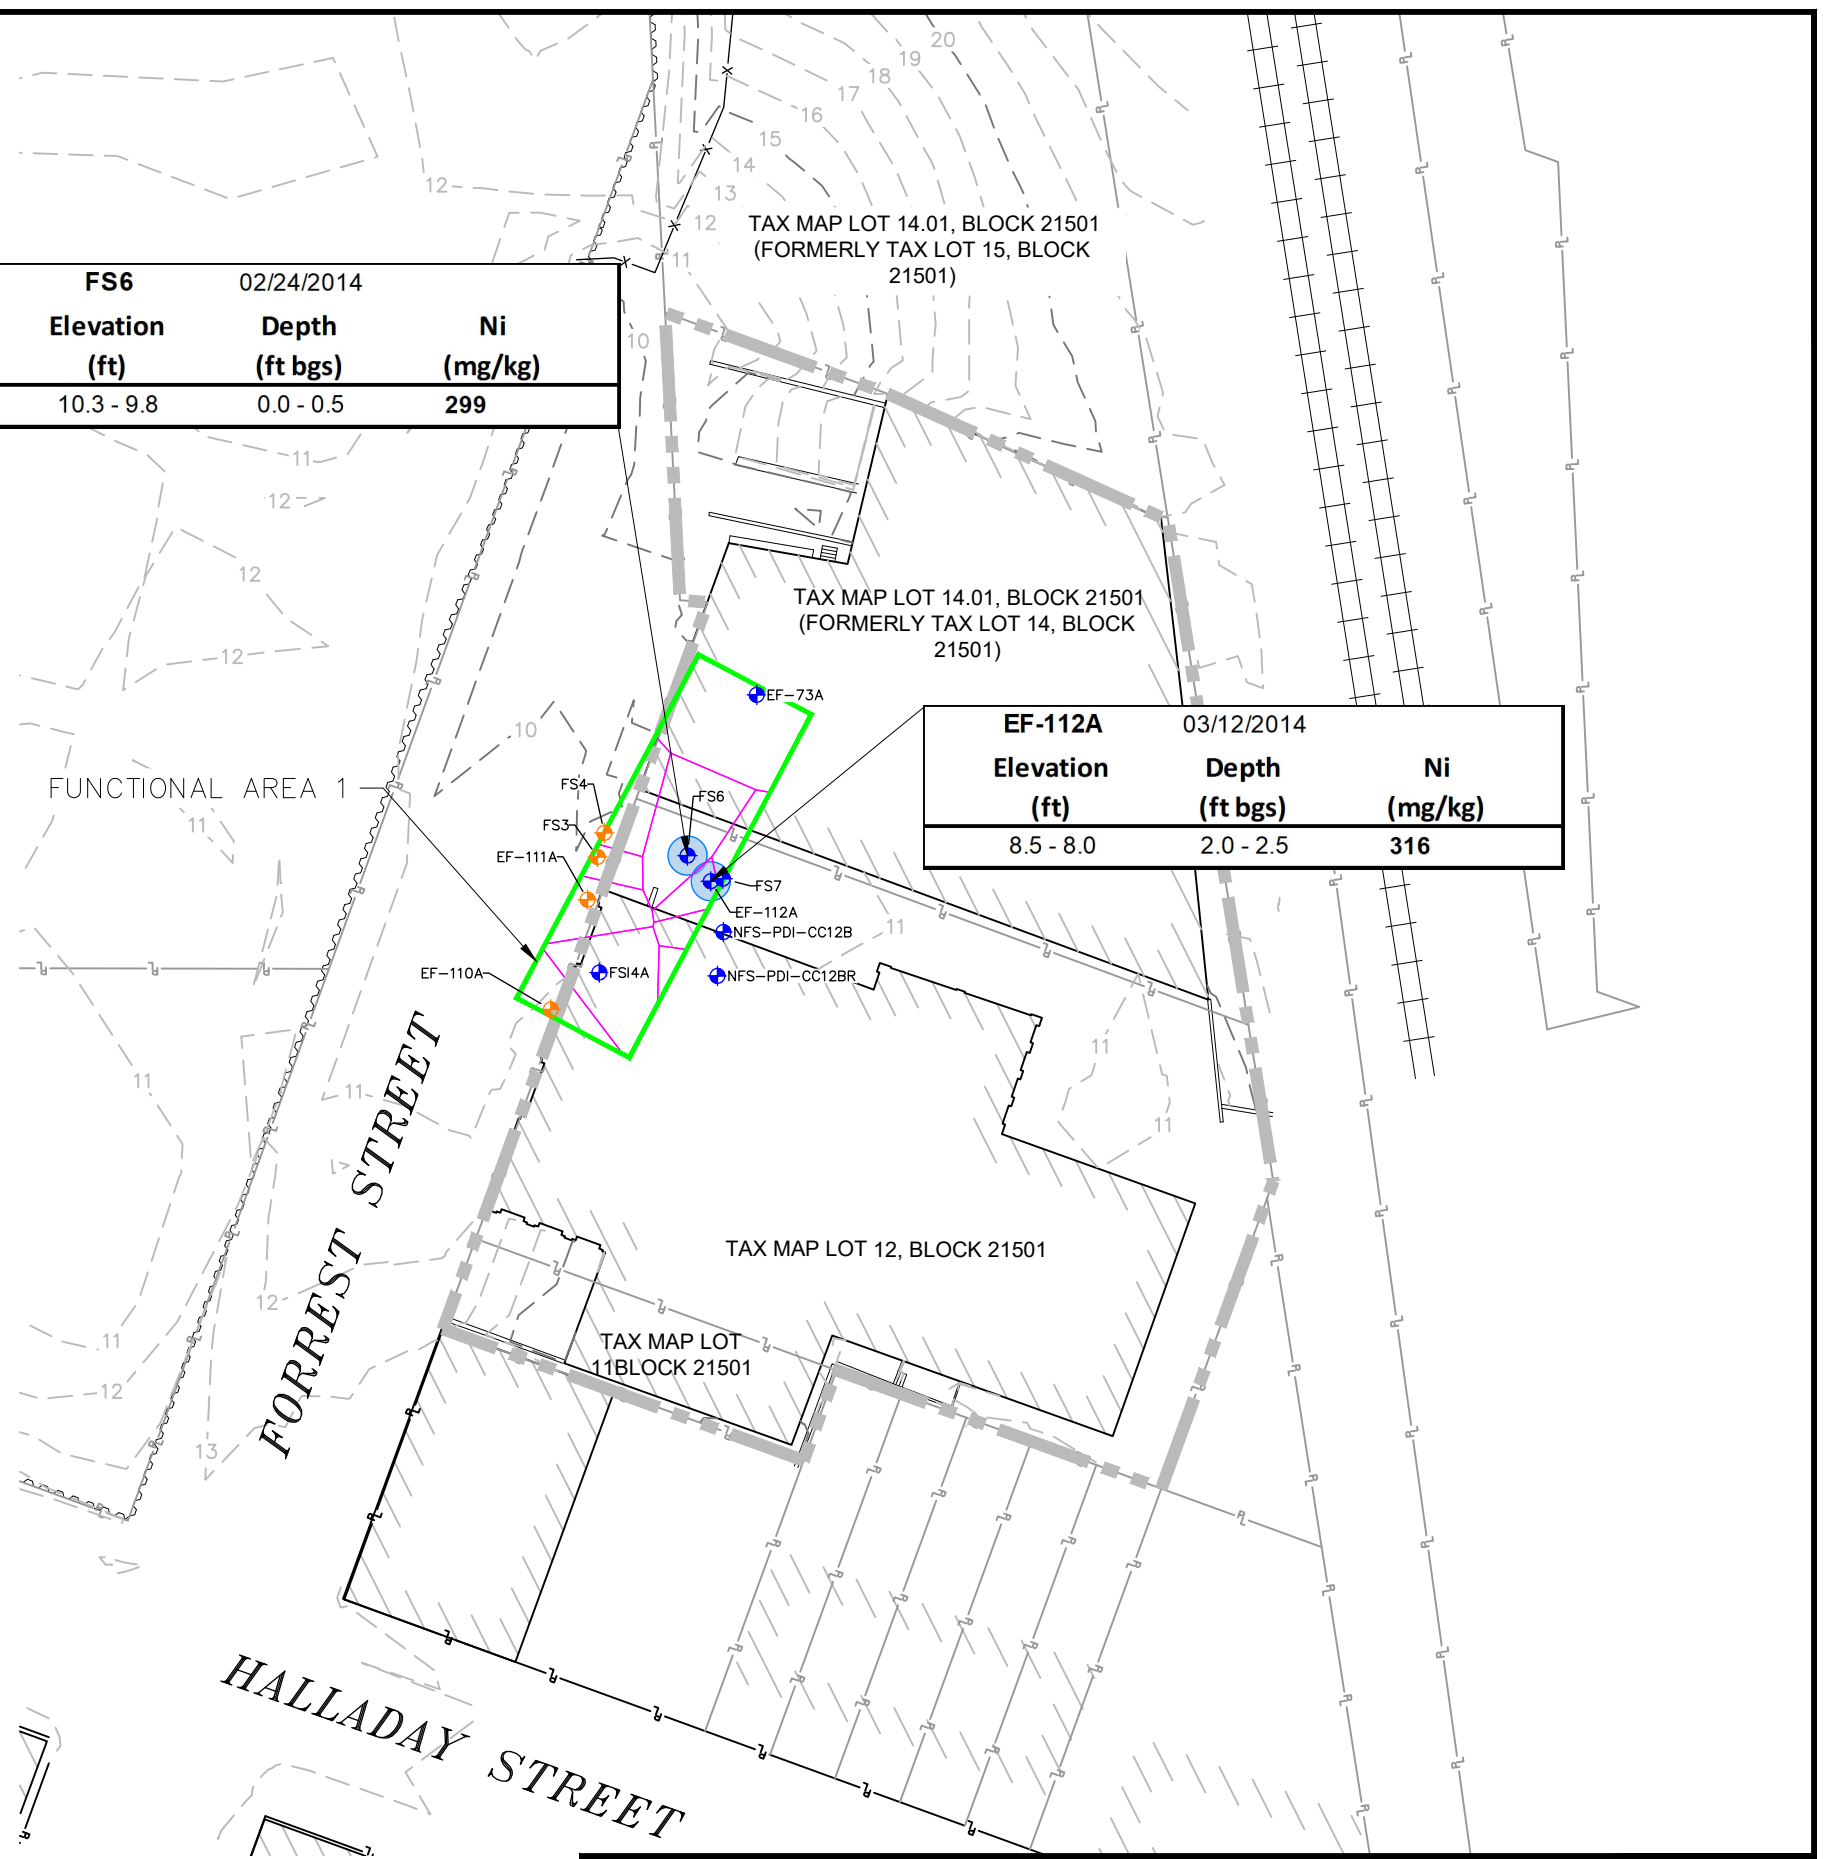 20
19
18
17
16
15
14
13
12
12
11
TAX MAP LOT 14.01, BLOCK 21501
(FORMERLY TAX LOT 15, BLOCK
21501)
FS6 02/24/2014
Elevation Depth Ni
(ft) (ft bgs) (mg/kg)
10.3 - 9.8 0.0 - 0.5 299
10
11
12
12
12
TAX MAP LOT 14.01, BLOCK 21501
(FORMERLY TAX LOT 14, BLOCK
21501)
EF-73A
10
EF-112A 03/12/2014
Elevation Depth Ni
(ft) (ft bgs) (mg/kg)
8.5 - 8.0 2.0 - 2.5 316
FUNCTIONAL AREA 1
11
FS4
FS6
FS3
EF-111A
FS7
EF-112A
NFS-PDI-CC12B
11
EF-110A
FS14A
NFS-PDI-CC12BR
11
11
11
11
FORREST STREET
TAX MAP LOT 12, BLOCK 21501
12
11
TAX MAP LOT
11BLOCK 21501
12
13
HALLADAY STREET